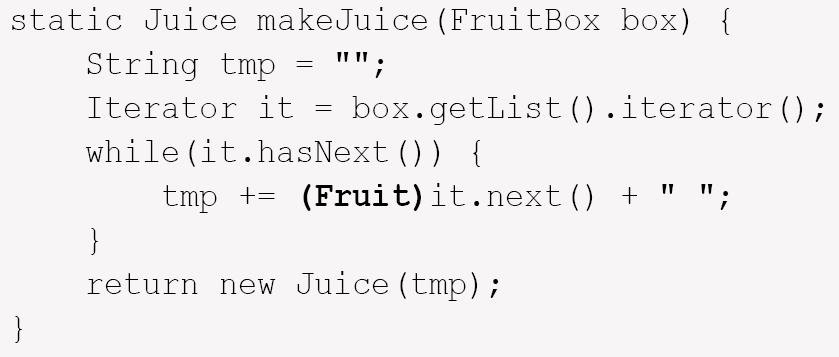 static Juice makeJuice(FruitBox box) {
    String tmp = "";
    Iterator it = box.getList().iterator();
    while(it.hasNext()) {
        tmp += (Fruit)it.next() + " ";
    }
    return new Juice(tmp);
}